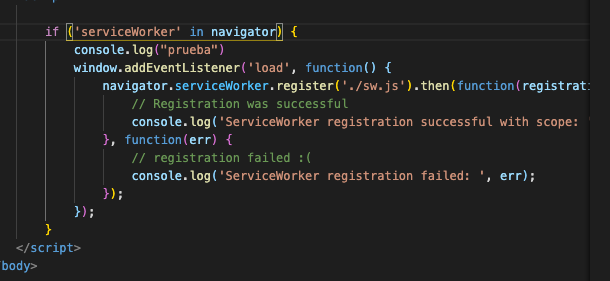 if ('serviceWorker' in navigator) {
console.log("prueba")
window.addEventListener('load', function() {
navigator.serviceWorker.register('./sw.js').then(function(registrati
// Registration was successful
console.log('ServiceWorker registration successful with scope: '
}, function(err) {
// registration failed :(
console.log('ServiceWorker registration failed: ', err);
});
});
}
</script>
/body>